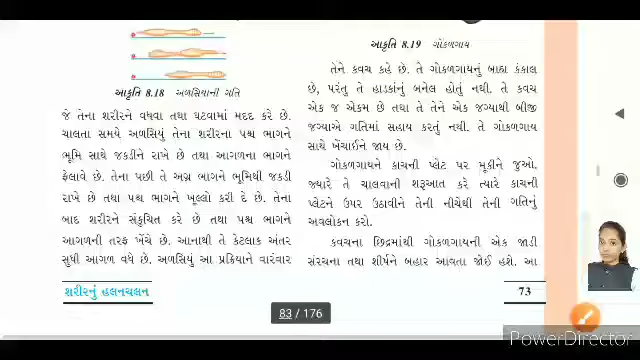 આકૃતિ 8.18 અળસિયાની ગતિ
જે તેના શરીરને વધવા તથા ઘટવામાં મદદ કરે છે.
ચાલતા સમયે અળસિયું તેના શરીરના પશ્ચ ભાગને
ભૂમિ સાથે જકડીને રાખે છે તથા આગળના ભાગને
ફેલાવે છે. તેના પછી તે અગ્ર ભાગને ભૂમિથી જકડી
રાખે છે તથા પશ્ચ ભાગને ખુલ્લો કરી દે છે. તેના
બાદ શરીરને સંકુચિત કરે છે તથા પશ્ચ ભાગને
આગળની તરફ ખેંચે છે. આનાથી તે કેટલાક અંતર
સુધી આગળ વધે છે. અળસિયું આ પ્રક્રિયાને વારંવાર
આકૃતિ 8.19 ગોકળગાય
તેને કવચ કહે છે. તે ગોકળગાયનું બાહ્ય કંકાલ
છે, પરંતુ તે હાડકાંનું બનેલ હોતું નથી. તે કવચ
એક જ એકમ છે તથા તે તેને એક જગ્યાથી બીજી
જગ્યાએ ગતિમાં સહાય કરતું નથી. તે ગોકળગાય
સાથે ખેંચાઈને જાય છે.
ગોકળગાયને કાચની પ્લેટ પર મૂકીને જુઓ.
જ્યારે તે ચાલવાની શરૂઆત કરે ત્યારે કાચની
પ્લેટને ઉપર ઉઠાવીને તેની નીચેથી તેની ગતિનું
અવલોકન કરો.
કવચના છિદ્રમાંથી ગોકળગાયની એક જાડી
સંરચના તથા શીર્ષને બહાર આવતા જોઈ હશે. આ
શરીરનું હલનચલન
73
83 / 176
PowerDirector